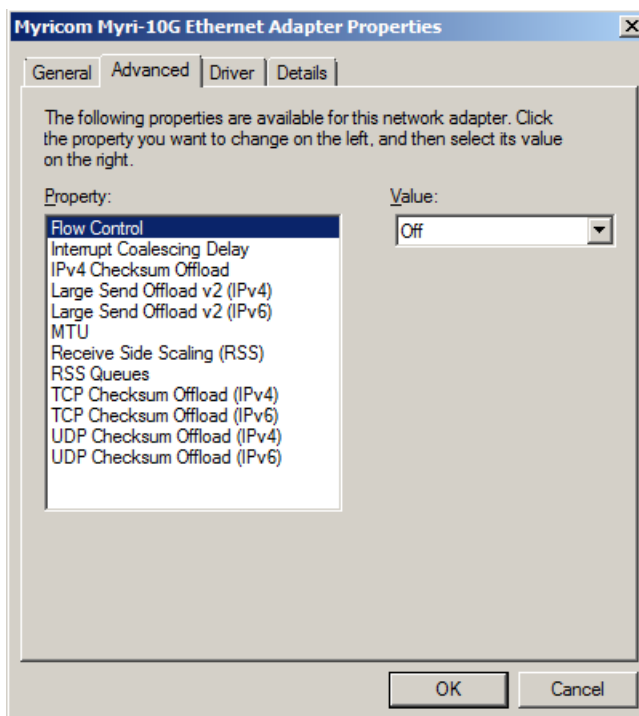 Myricom Myri-10G Ethernet Adapter Properties
General Advanced Driver Details
The following properties are available for this network adapter. Click
the property you want to change on the left, and then select its value
on the right.
Property:
Flow Control
Interrupt Coalescing Delay
IPv4 Checksum Offload
Large Send Offload v2 (IPv4)
Large Send Offload v2 (IPv6)
MTU
Receive Side Scaling (RSS)
RSS Queues
TCP Checksum Offload (IPv4)
TCP Checksum Offload (IPv6)
UDP Checksum Offload (IPv4)
UDP Checksum Offload (IPv6)
Value:
Off
OK Cancel